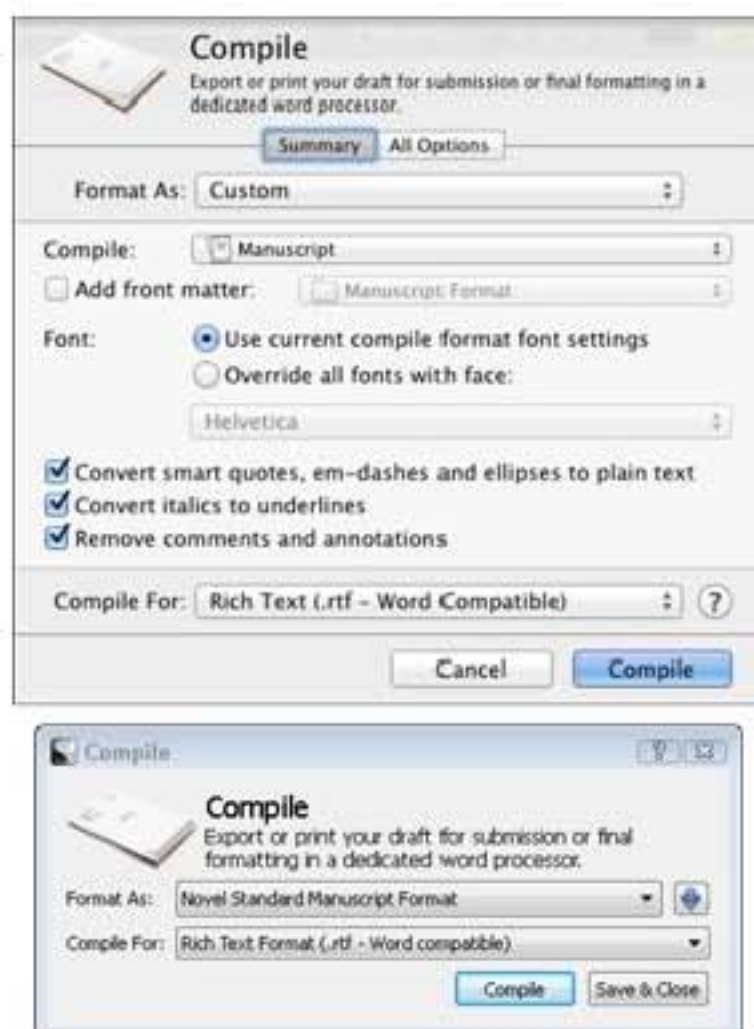 Compile
Export or print your draft for submission or final formatting in a
dedicated word processor.
Summary All Options
Format As: Custom
Compile: Manuscript
Add front matter: Manuscript Format
Font: Use current compile format font settings
Override all fonts with face:
Helvetica
Convert smart quotes, em-dashes and ellipses to plain text
Convert italics to underlines
Remove comments and annotations
Compile For: Rich Text (.rtf - Word Compatible) ?
Cancel Compile
Compile
Compile
Export or print your draft for submission or final
formatting in a dedicated word processor.
Format As: Novel Standard Manuscript Format
Compile For: Rich Text Format (.rtf - Word compatible)
Compile Save & Close